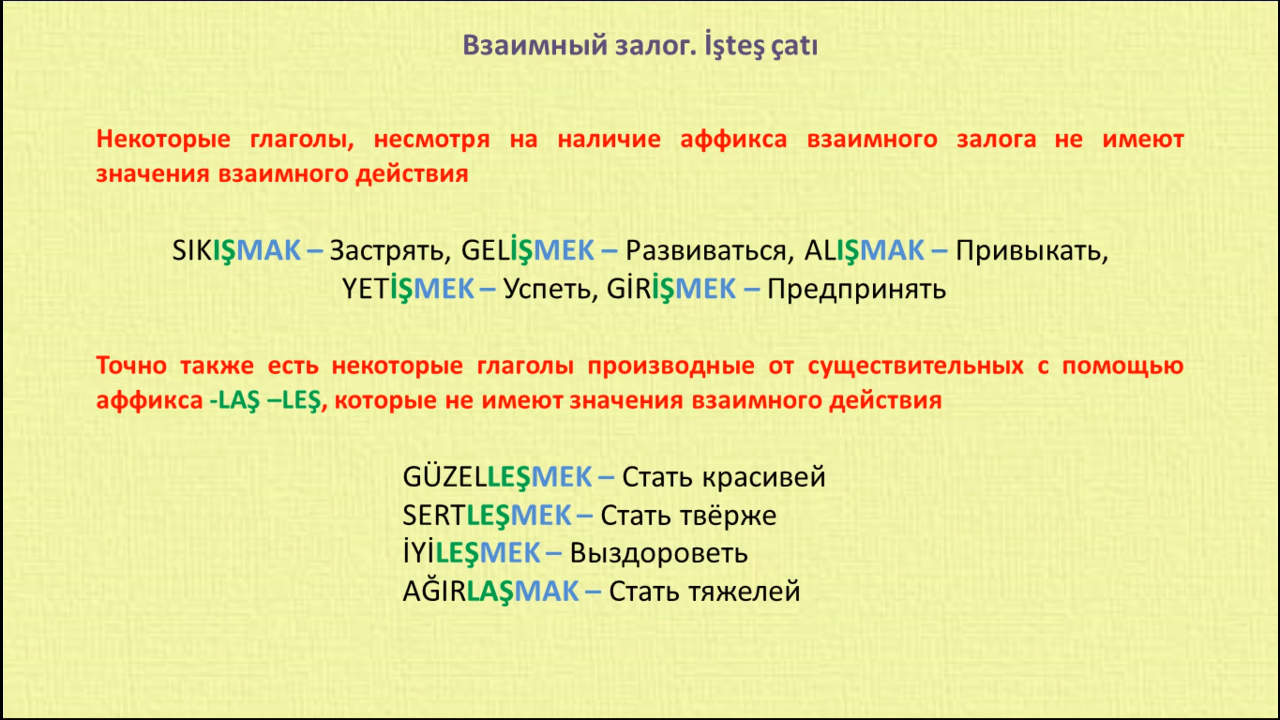 Взаимный залог. İşteş çatı
Некоторые глаголы, несмотря на наличие аффикса взаимного залога не имеют
значения взаимного действия
SIKIŞMAK – Застрять, GELİŞMEK – Развиваться, ALIŞMAK – Привыкать,
YETİŞMEK – Успеть, GİRİŞMEK – Предпринять
Точно также есть некоторые глаголы производные от существительных с помощью
аффикса -LAŞ –LEŞ, которые не имеют значения взаимного действия
GÜZELLEŞMEK – Стать красивей
SERTLEŞMEK – Стать твёрже
İYİLEŞMEK – Выздороветь
AĞIRLAŞMAK – Стать тяжелей